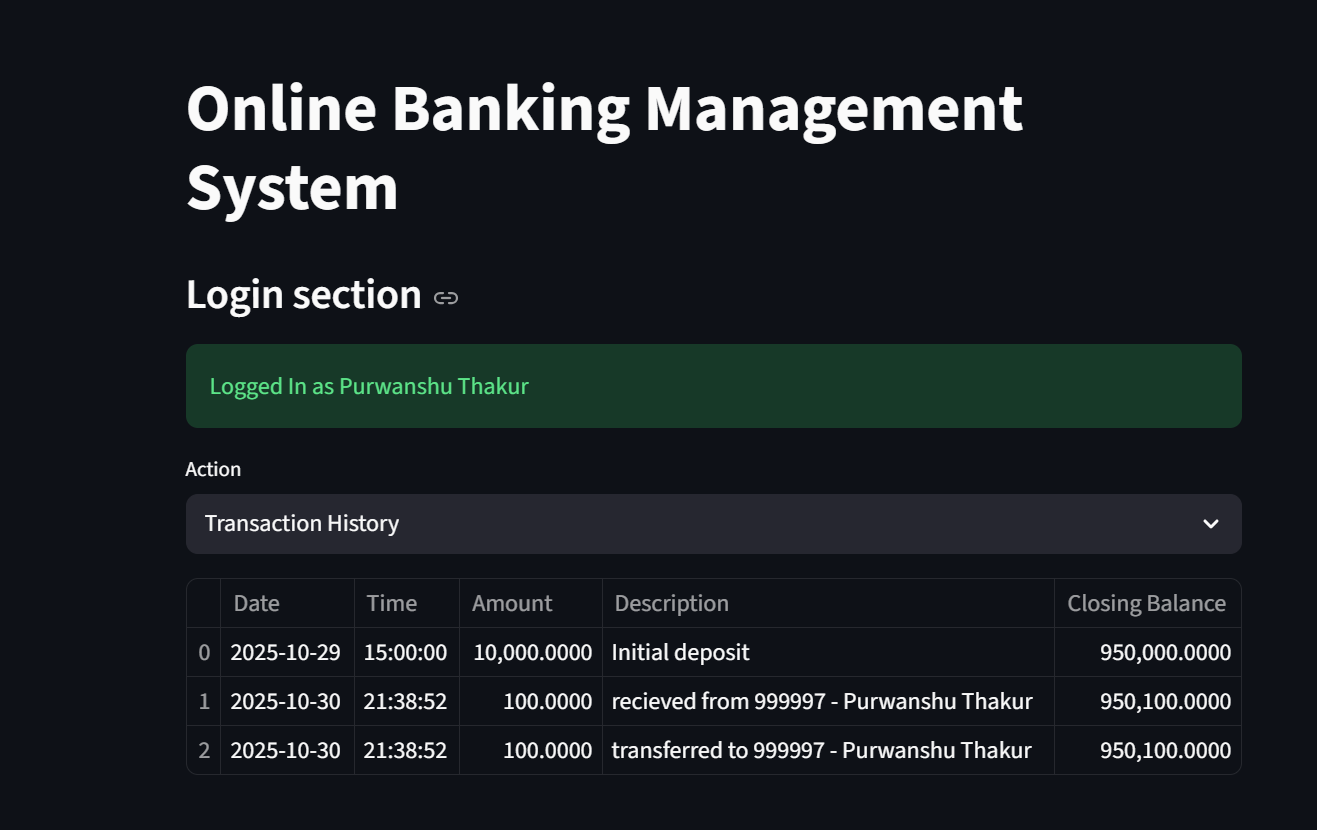 Online Banking Management
System
Login section
Logged In as Purwanshu Thakur
Action
Transaction History
Date Time Amount Description Closing Balance
0 2025-10-29 15:00:00 10,000.0000 Initial deposit 950,000.0000
1 2025-10-30 21:38:52 100.0000 recieved from 999997 - Purwanshu Thakur 950,100.0000
2 2025-10-30 21:38:52 100.0000 transferred to 999997 - Purwanshu Thakur 950,100.0000